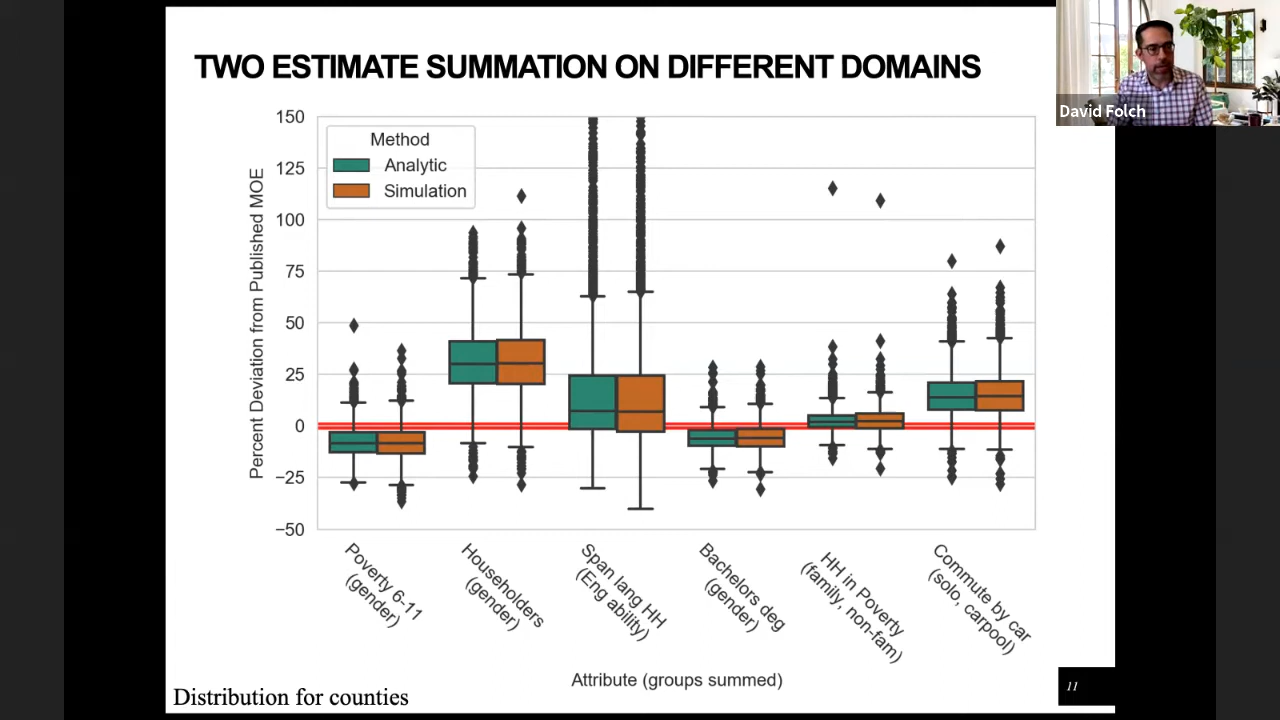 TWO ESTIMATE SUMMATION ON DIFFERENT DOMAINS
David Folch
Percent Deviation from Published MOE
150
125
100
75
50
25
0
−25
−50
Method
Analytic
Simulation
Poverty 6-11
(gender)
Householders
(gender)
Span lang HH
(Eng ability)
Bachelors deg
(gender)
HH in Poverty
(family, non-fam)
Commute by car
(solo, carpool)
Attribute (groups summed)
Distribution for counties
11